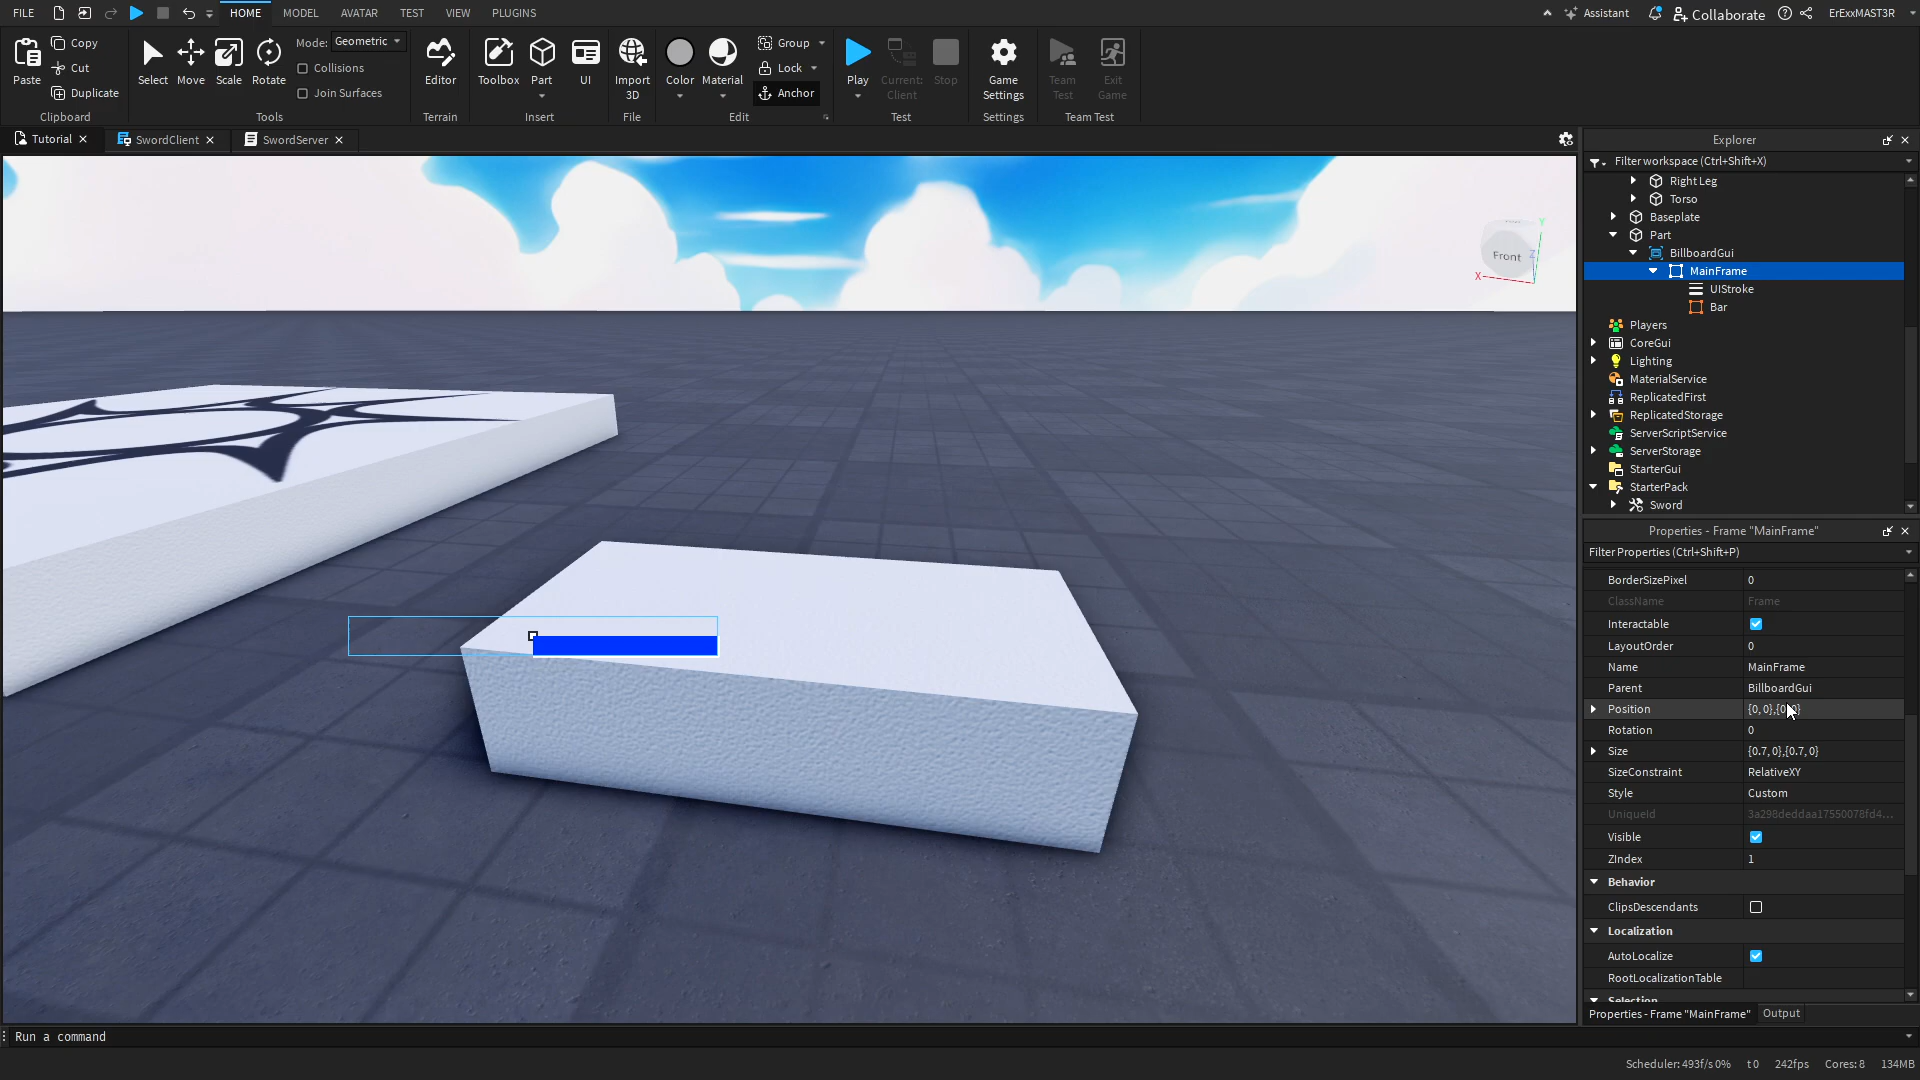 FILE HOME MODEL AVATAR TEST VIEW PLUGINS Assistant Collaborate ErExxMAST3R
Paste Copy Cut Duplicate
Clipboard
Select Move Scale Rotate
Mode: Geometric
Collisions
Join Surfaces
Tools
Editor
Terrain
Toolbox Part UI
Insert
Import 3D
File
Color Material
Group
Lock
Anchor
Edit
Play Current: Client Stop
Test
Game Settings
Settings
Team Test Exit Game
Team Test
Tutorial SwordClient SwordServer
Front
X
Y
Z
Explorer
Filter workspace (Ctrl+Shift+X)
Right Leg
Torso
Baseplate
Part
BillboardGui
MainFrame
UIStroke
Bar
Players
CoreGui
Lighting
MaterialService
ReplicatedFirst
ReplicatedStorage
ServerScriptService
ServerStorage
StarterGui
StarterPack
Sword
Properties - Frame "MainFrame"
Filter Properties (Ctrl+Shift+P)
BorderSizePixel 0
ClassName Frame
Interactable
LayoutOrder 0
Name MainFrame
Parent BillboardGui
Position {0, 0},{0, 0}
Rotation 0
Size {0.7, 0},{0.7, 0}
SizeConstraint RelativeXY
Style Custom
UniqueId 3a298deddaa17550078fd4...
Visible
ZIndex 1
Behavior
ClipsDescendants
Localization
AutoLocalize
RootLocalizationTable
Selection
Properties - Frame "MainFrame" Output
Run a command
Scheduler: 493f/s 0% t 0 242fps Cores: 8 134MB